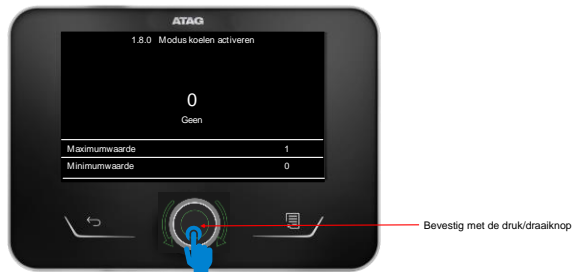 ATAG
1.8.0 Modus koelen activeren
0
Geen
Maximumwaarde 1
Minimumwaarde 0
Bevestig met de druk/draaiknop